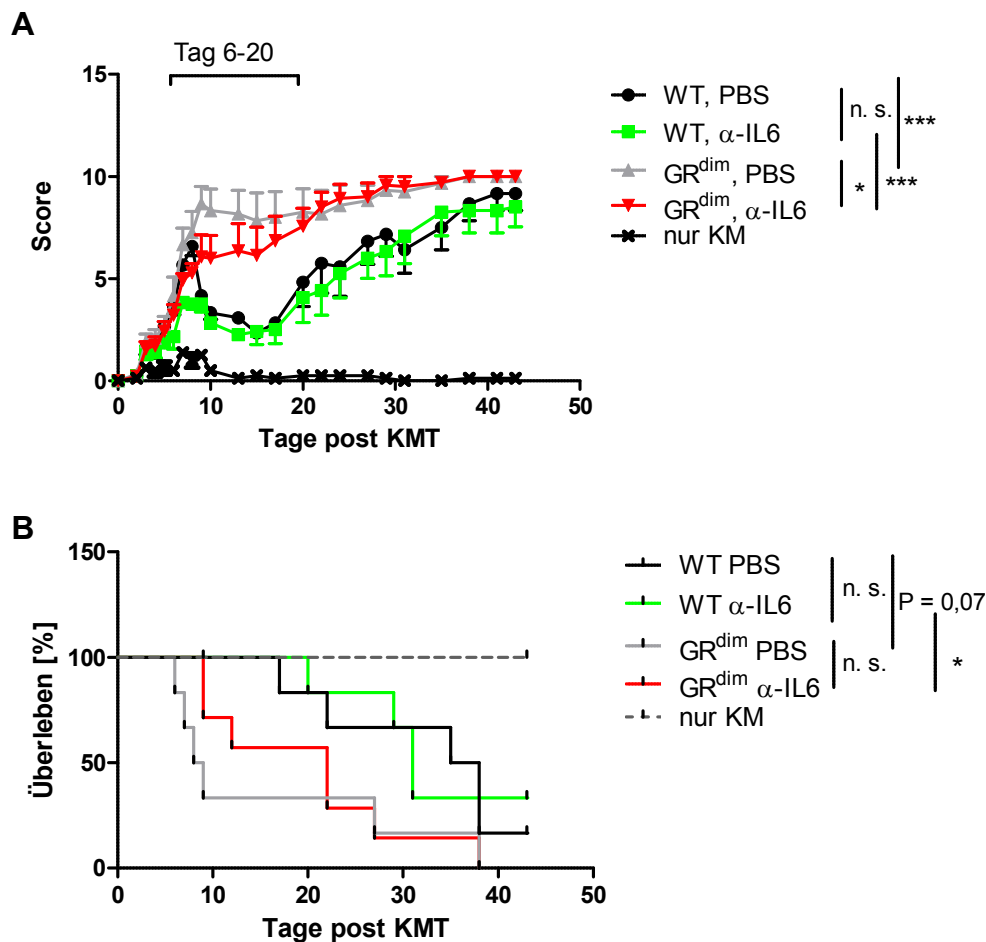 A
Tag 6-20
15
10
5
0
Score
0 10 20 30 40 50
Tage post KMT
WT, PBS
WT, α-IL6
GRdim, PBS
GRdim, α-IL6
nur KM
n. s.
***
*
***
B
150
100
50
0
Überleben [%]
0 10 20 30 40 50
Tage post KMT
WT PBS
WT α-IL6
GRdim PBS
GRdim α-IL6
nur KM
n. s.
P = 0,07
n. s.
*